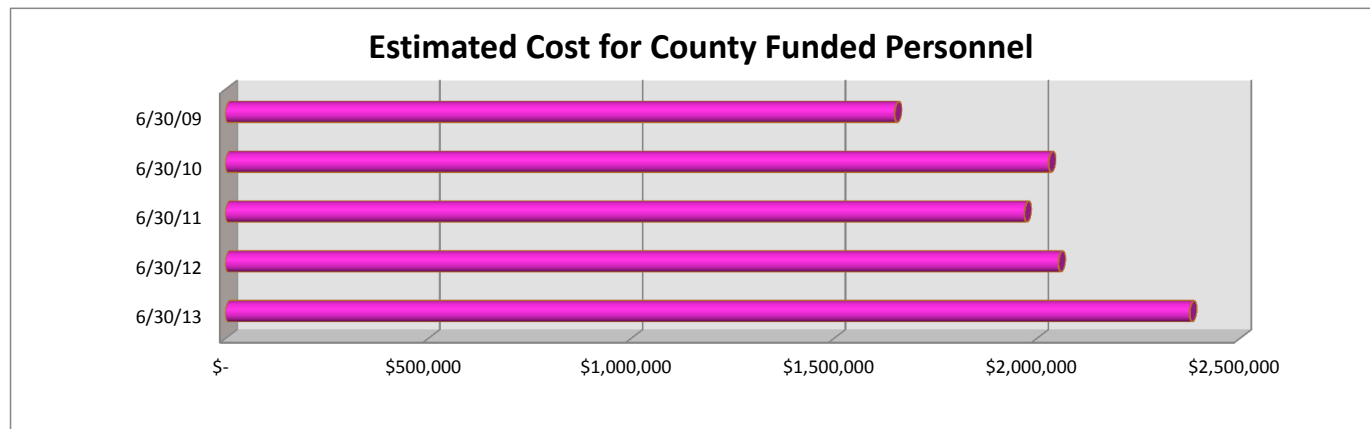 Estimated Cost for County Funded Personnel
6/30/09
6/30/10
6/30/11
6/30/12
6/30/13
$- $500,000 $1,000,000 $1,500,000 $2,000,000 $2,500,000